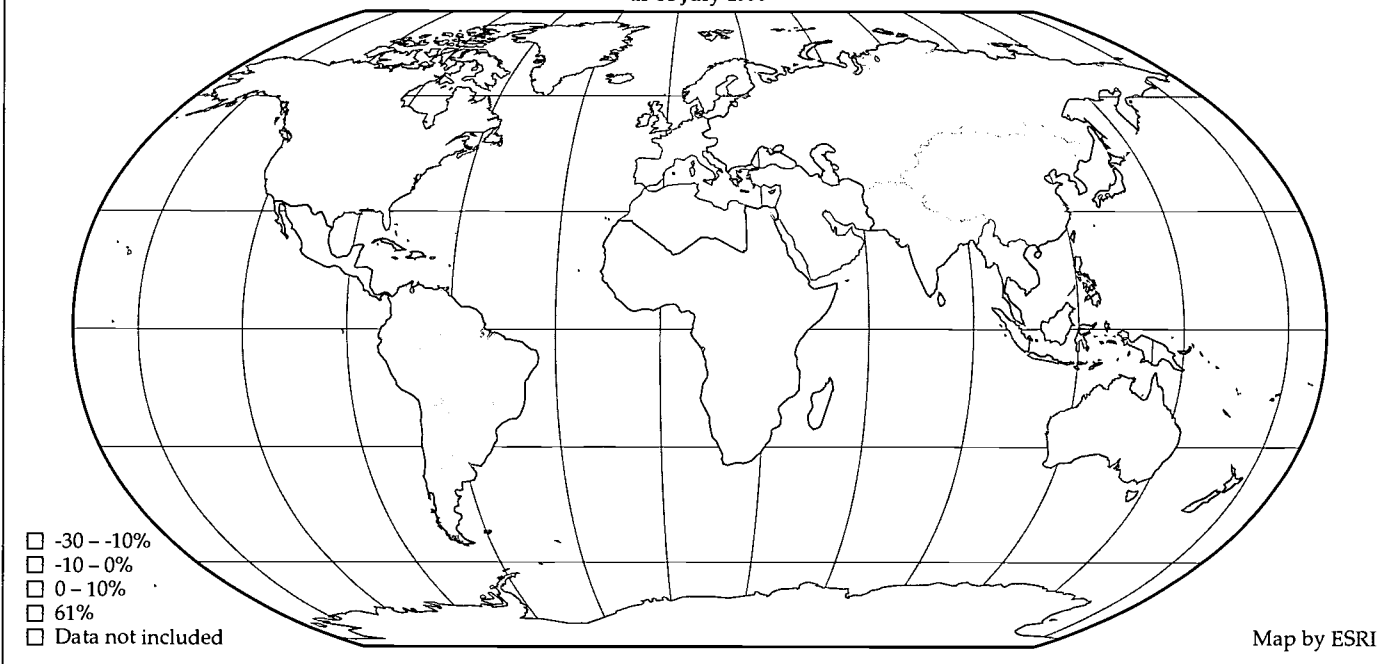 -30 – -10%
-10 – 0%
0 – 10%
61%
Data not included
Map by ESRI